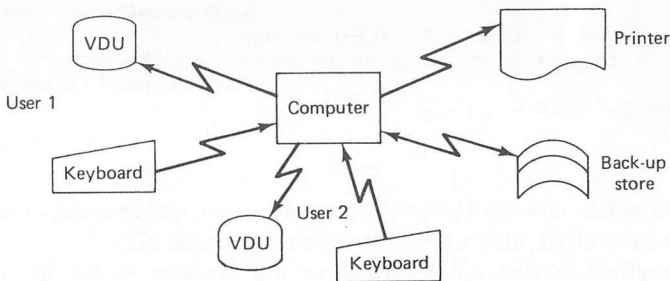 VDU
Printer
User 1
Computer
Keyboard
Back-up
store
User 2
VDU
Keyboard